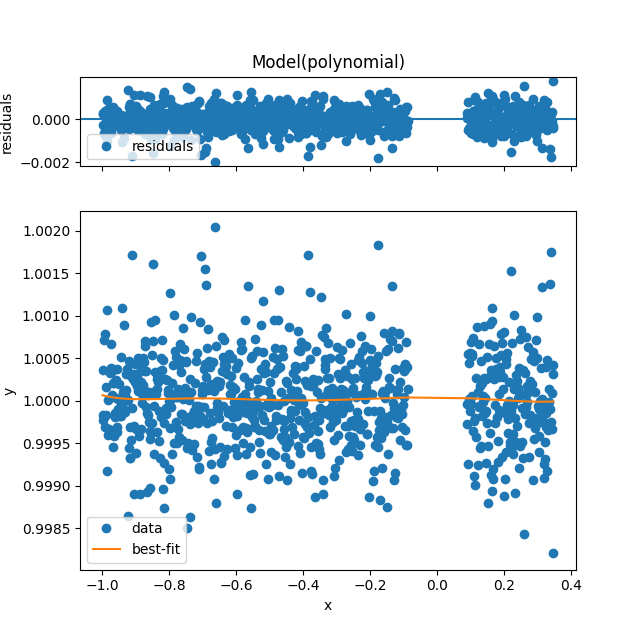 Model(polynomial)
residuals
0.000
−0.002
residuals
y
1.0020
1.0015
1.0010
1.0005
1.0000
0.9995
0.9990
0.9985
data
best-fit
−1.0 −0.8 −0.6 −0.4 −0.2 0.0 0.2 0.4
x